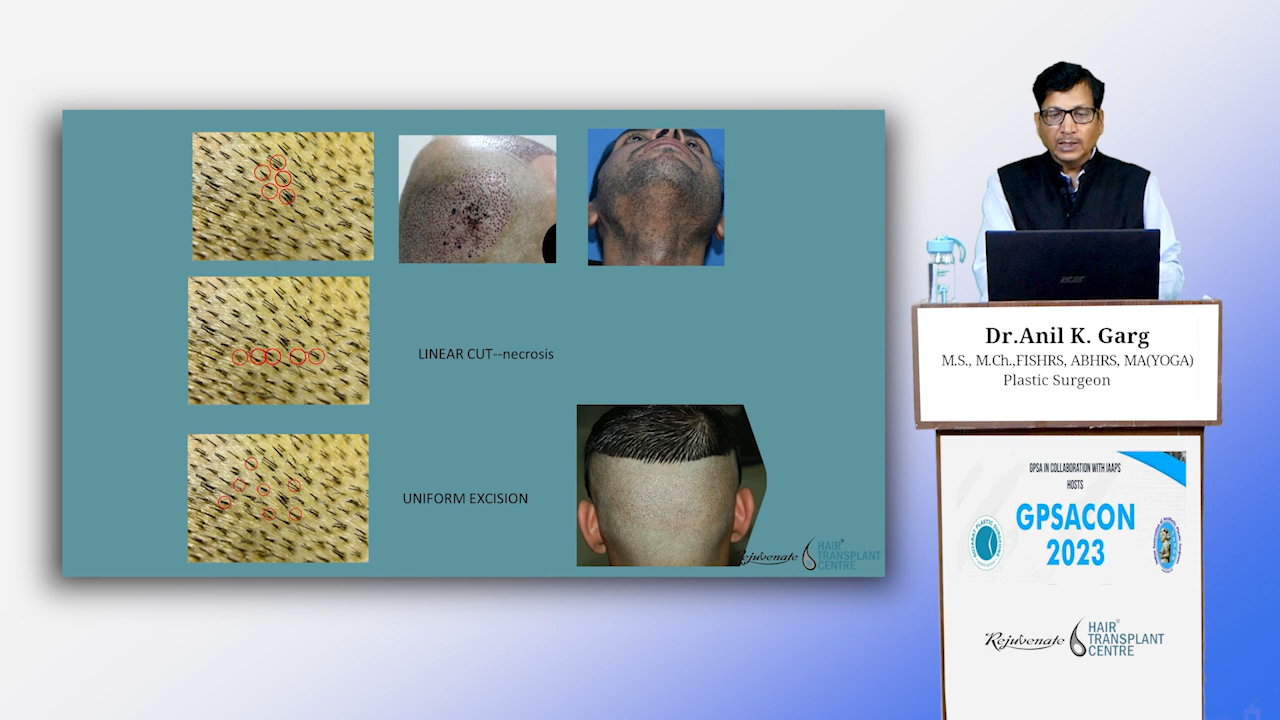 LINEAR CUT--necrosis
UNIFORM EXCISION
Rejuvenate
HAIR
TRANSPLANT
CENTRE
Dr.Anil K. Garg
M.S., M.Ch.,FISHRS, ABHRS, MA(YOGA)
Plastic Surgeon
GPSA IN COLLABORATION WITH IAAPS
HOSTS
GPSACON
2023
Rejuvenate
HAIR
TRANSPLANT
CENTRE